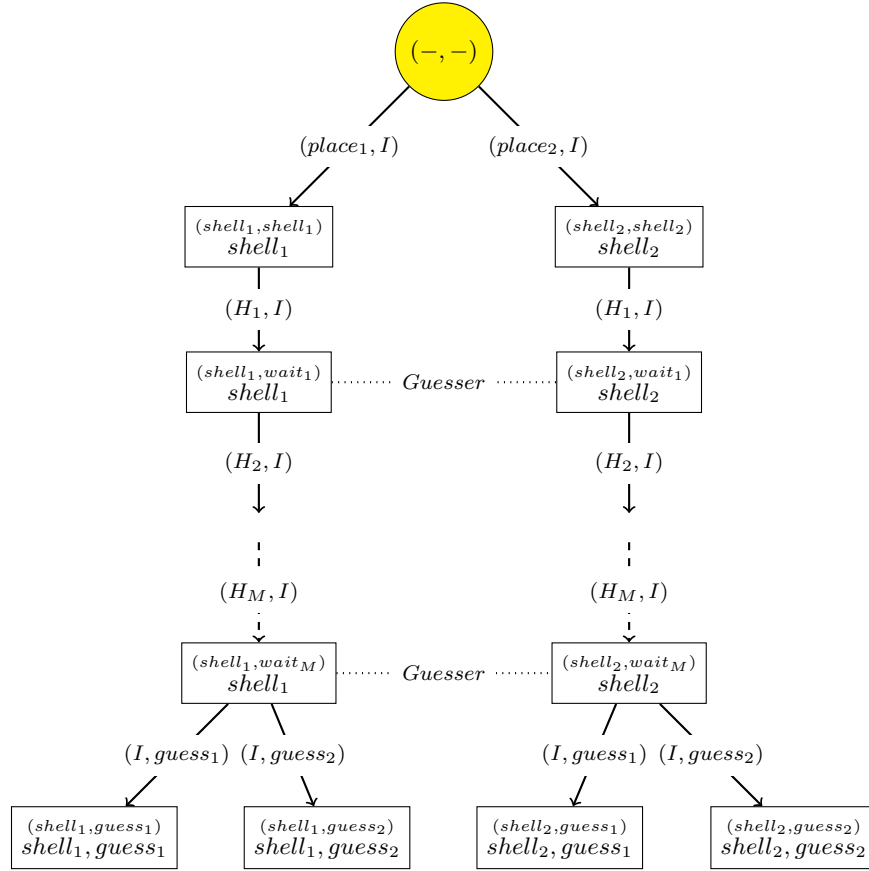 (−, −)
(place₁, I) (place₂, I)
(shell₁,shell₁) (shell₂,shell₂)
shell₁ shell₂
(H₁, I) (H₁, I)
(shell₁,wait₁) (shell₂,wait₁)
shell₁ Guesser shell₂
(H₂, I) (H₂, I)
(H_M, I) (H_M, I)
(shell₁,wait_M) (shell₂,wait_M)
shell₁ Guesser shell₂
(I, guess₁) (I, guess₂) (I, guess₁) (I, guess₂)
(shell₁,guess₁) (shell₁,guess₂) (shell₂,guess₁) (shell₂,guess₂)
shell₁, guess₁ shell₁, guess₂ shell₂, guess₁ shell₂, guess₂